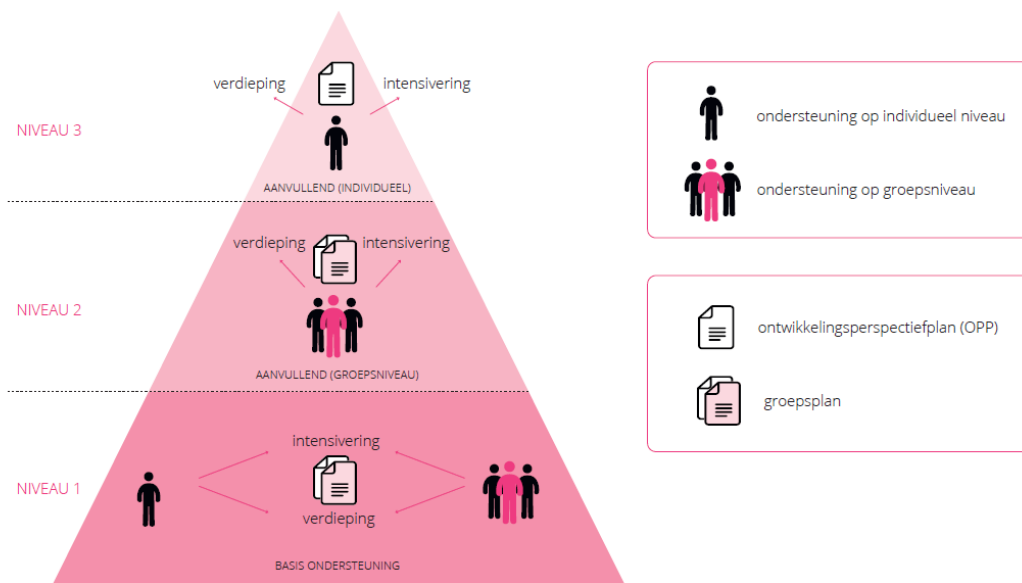 verdieping
intensivering
NIVEAU 3
AANVULLEND (INDIVIDUEEL)
verdieping
intensivering
NIVEAU 2
AANVULLEND (GROEPSNIVEAU)
intensivering
NIVEAU 1
verdieping
BASIS ONDERSTEUNING
ondersteuning op individueel niveau
ondersteuning op groepsniveau
ontwikkelingsperspectiefplan (OPP)
groepsplan